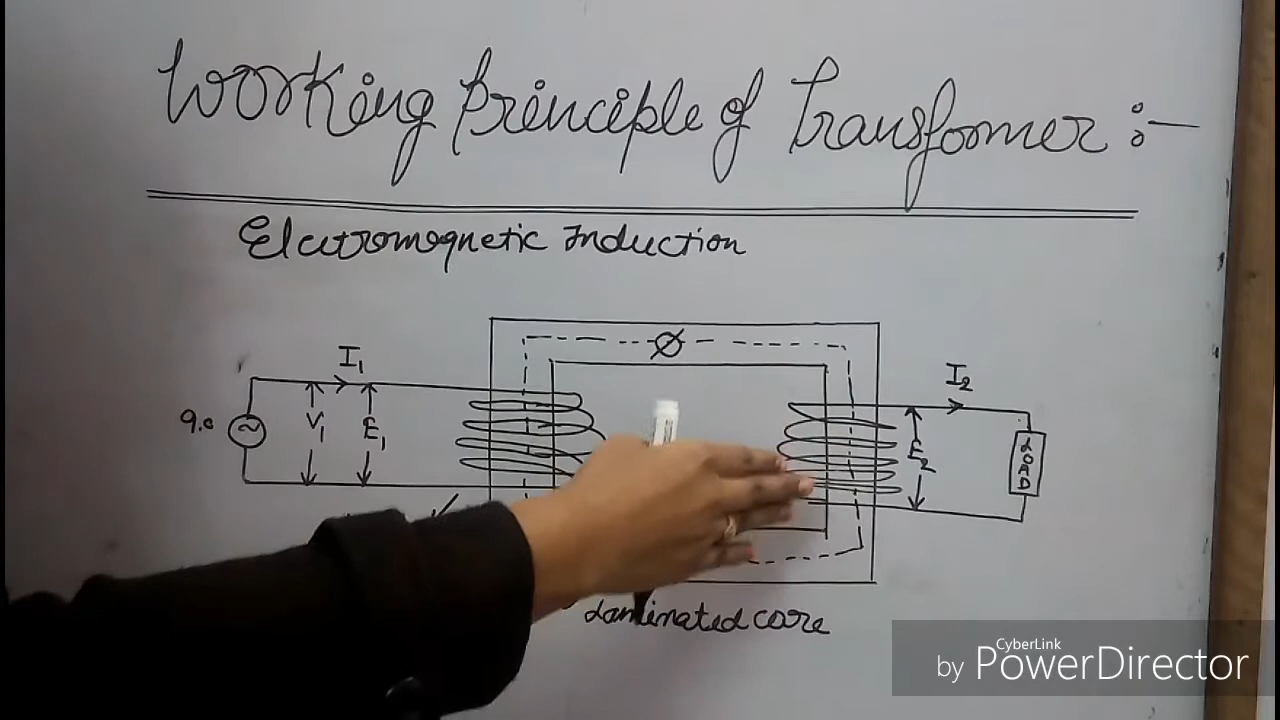 Working Principle of Transformer :-
Electromagnetic Induction
Ø
I1
I2
a.c
V1
E1
E2
LOAD
Laminated core
CyberLink
by PowerDirector